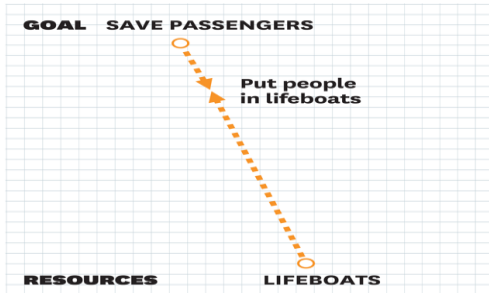 GOAL SAVE PASSENGERS
Put people
in lifeboats
RESOURCES LIFEBOATS